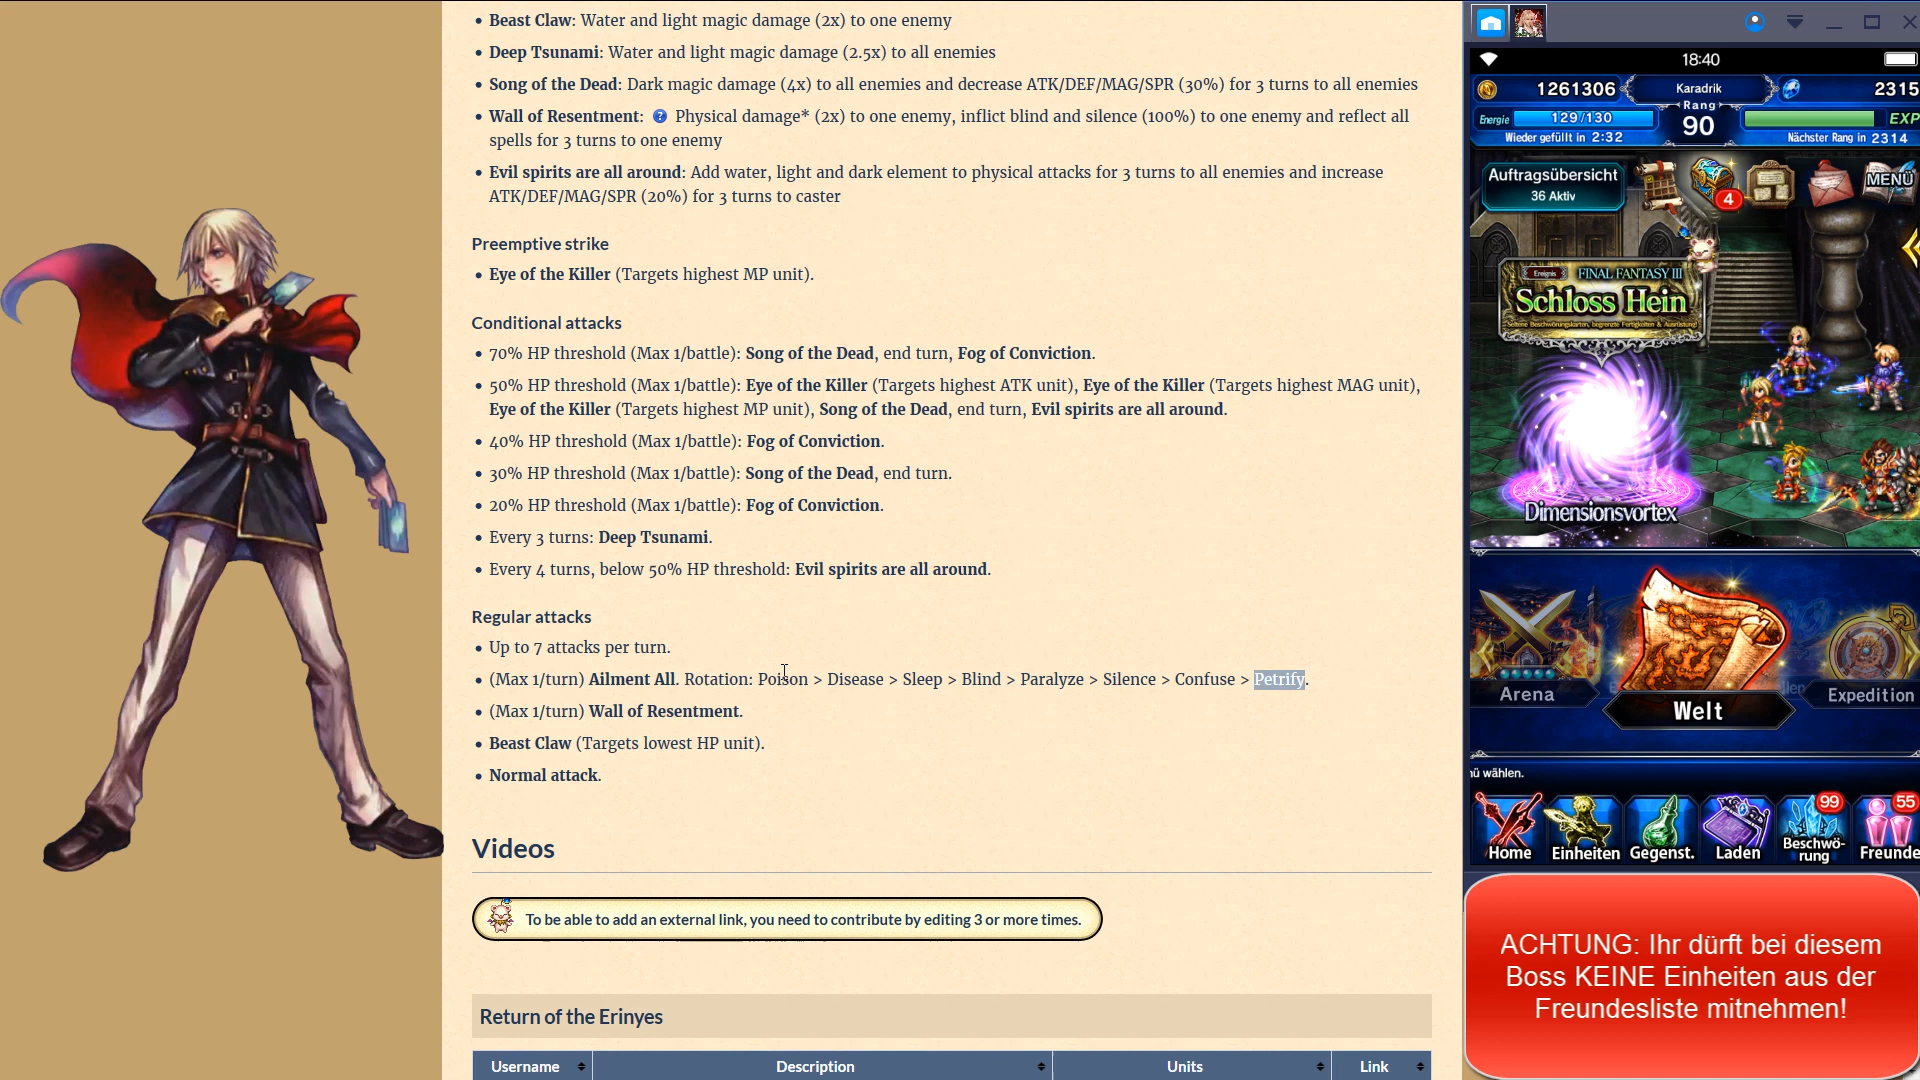 Beast Claw: Water and light magic damage (2x) to one enemy
Deep Tsunami: Water and light magic damage (2.5x) to all enemies
Song of the Dead: Dark magic damage (4x) to all enemies and decrease ATK/DEF/MAG/SPR (30%) for 3 turns to all enemies
Wall of Resentment: Physical damage* (2x) to one enemy, inflict blind and silence (100%) to one enemy and reflect all
spells for 3 turns to one enemy
Evil spirits are all around: Add water, light and dark element to physical attacks for 3 turns to all enemies and increase
ATK/DEF/MAG/SPR (20%) for 3 turns to caster
Preemptive strike
Eye of the Killer (Targets highest MP unit).
Conditional attacks
70% HP threshold (Max 1/battle): Song of the Dead, end turn, Fog of Conviction.
50% HP threshold (Max 1/battle): Eye of the Killer (Targets highest ATK unit), Eye of the Killer (Targets highest MAG unit),
Eye of the Killer (Targets highest MP unit), Song of the Dead, end turn, Evil spirits are all around.
40% HP threshold (Max 1/battle): Fog of Conviction.
30% HP threshold (Max 1/battle): Song of the Dead, end turn.
20% HP threshold (Max 1/battle): Fog of Conviction.
Every 3 turns: Deep Tsunami.
Every 4 turns, below 50% HP threshold: Evil spirits are all around.
Regular attacks
Up to 7 attacks per turn.
(Max 1/turn) Ailment All. Rotation: Poison > Disease > Sleep > Blind > Paralyze > Silence > Confuse > Petrify.
(Max 1/turn) Wall of Resentment.
Beast Claw (Targets lowest HP unit).
Normal attack.
Videos
To be able to add an external link, you need to contribute by editing 3 or more times.
Return of the Erinyes
Username Description Units Link
18:40
1261306 Karadrik 2315
Rang
Energie 129/130 90 EXP
Wieder gefüllt in 2:32 Nächster Rang in 2314
Auftragsübersicht
36 Aktiv
4
MENÜ
Ereignis FINAL FANTASY III
Schloss Hein
Seltene Beschwörungskarten, begrenzte Fertigkeiten & Ausrüstung!
Dimensionsvortex
Arena
Welt
Expedition
nü wählen.
99 55
Home Einheiten Gegenst. Laden Beschwö-
rung Freunde
ACHTUNG: Ihr dürft bei diesem
Boss KEINE Einheiten aus der
Freundesliste mitnehmen!